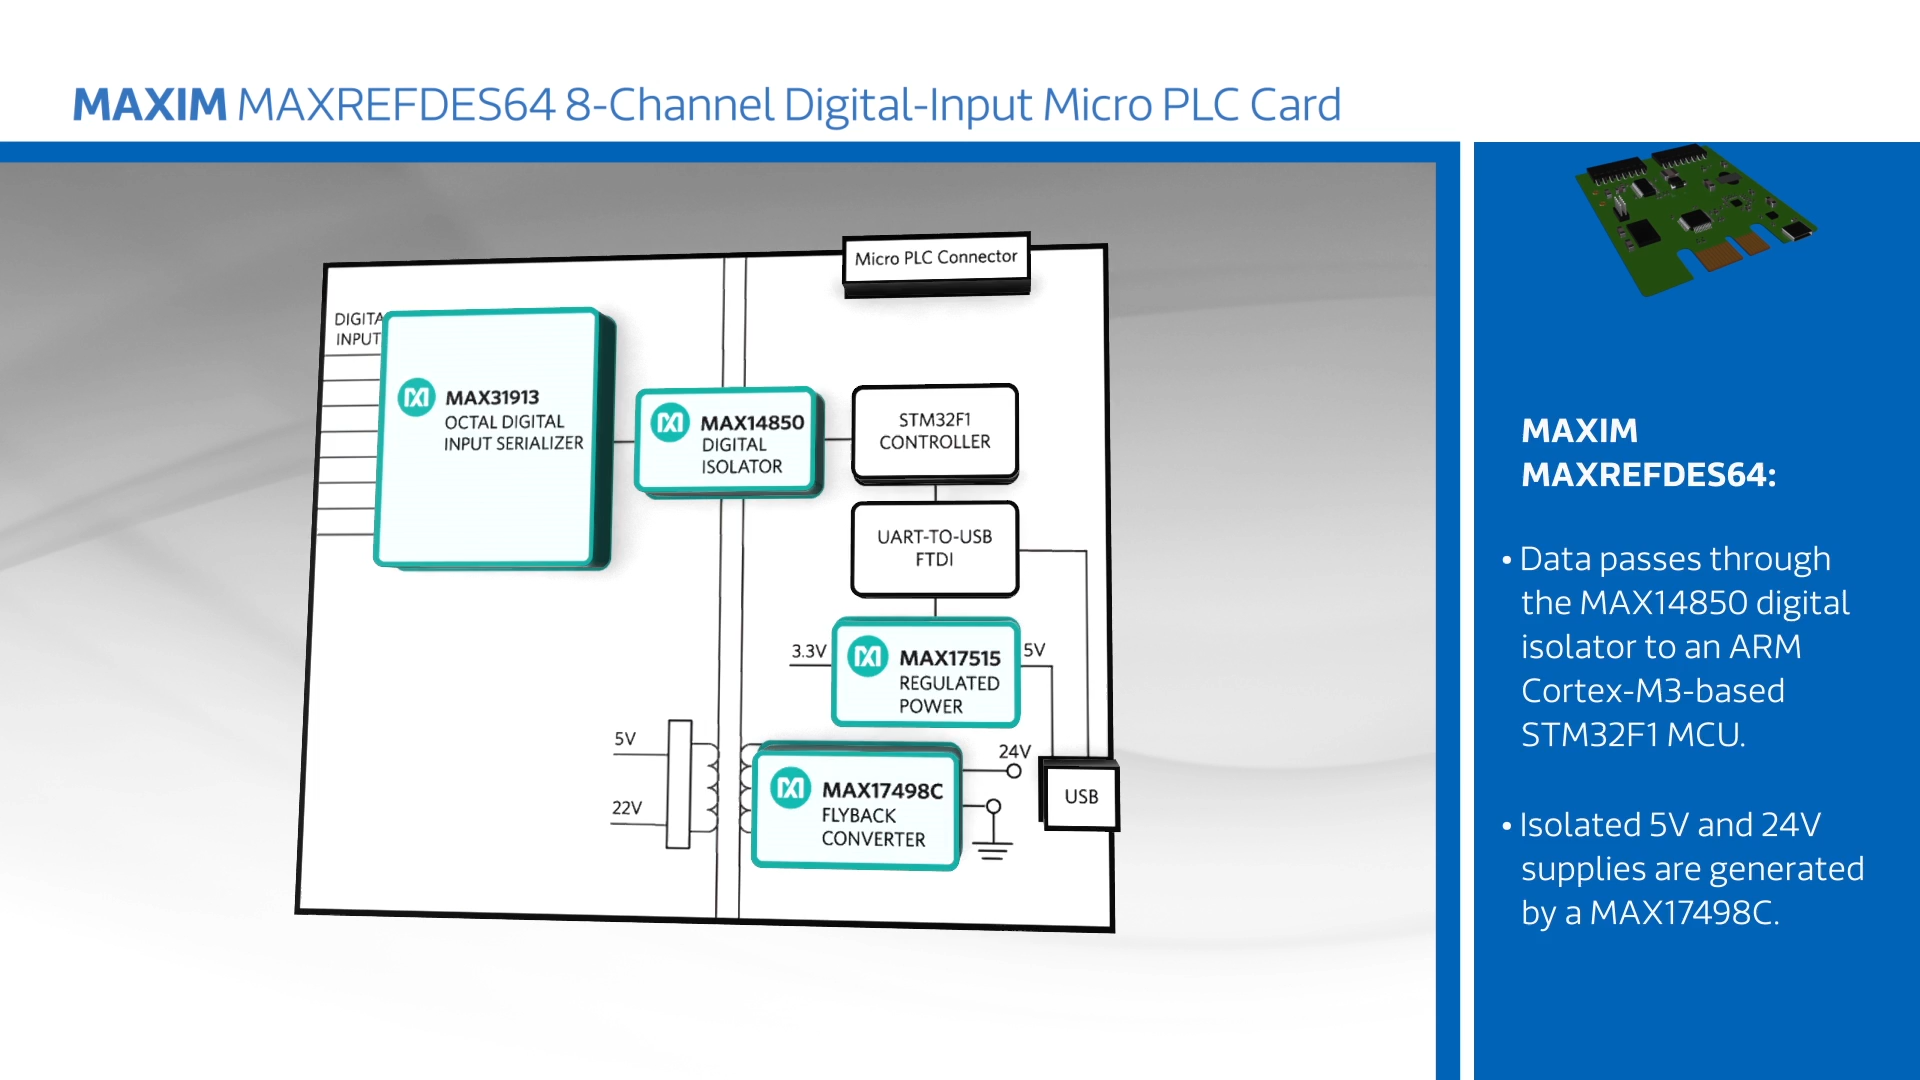 MAXIM MAXREFDES64 8-Channel Digital-Input Micro PLC Card
Micro PLC Connector
DIGITA
INPUT
MAX31913
OCTAL DIGITAL
INPUT SERIALIZER
MAX14850
DIGITAL
ISOLATOR
STM32F1
CONTROLLER
UART-TO-USB
FTDI
3.3V
MAX17515
REGULATED
POWER
5V
5V
22V
MAX17498C
FLYBACK
CONVERTER
24V
USB
MAXIM
MAXREFDES64:
• Data passes through
the MAX14850 digital
isolator to an ARM
Cortex-M3-based
STM32F1 MCU.
• Isolated 5V and 24V
supplies are generated
by a MAX17498C.